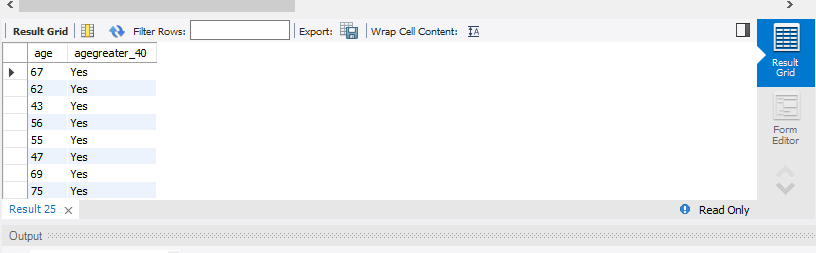 Result Grid Filter Rows: Export: Wrap Cell Content: IA
age agegreater_40
67 Yes
62 Yes
43 Yes
56 Yes
55 Yes
47 Yes
69 Yes
75 Yes
Result
Grid
Form
Editor
Result 25 × Read Only
Output